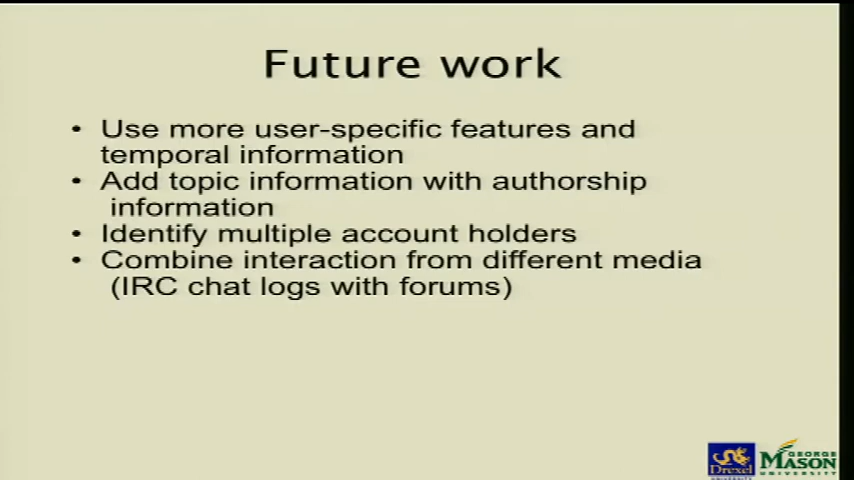 Future work
• Use more user-specific features and
temporal information
• Add topic information with authorship
information
• Identify multiple account holders
• Combine interaction from different media
(IRC chat logs with forums)
Drexel
UNIVERSITY
GEORGE
MASON
UNIVERSITY